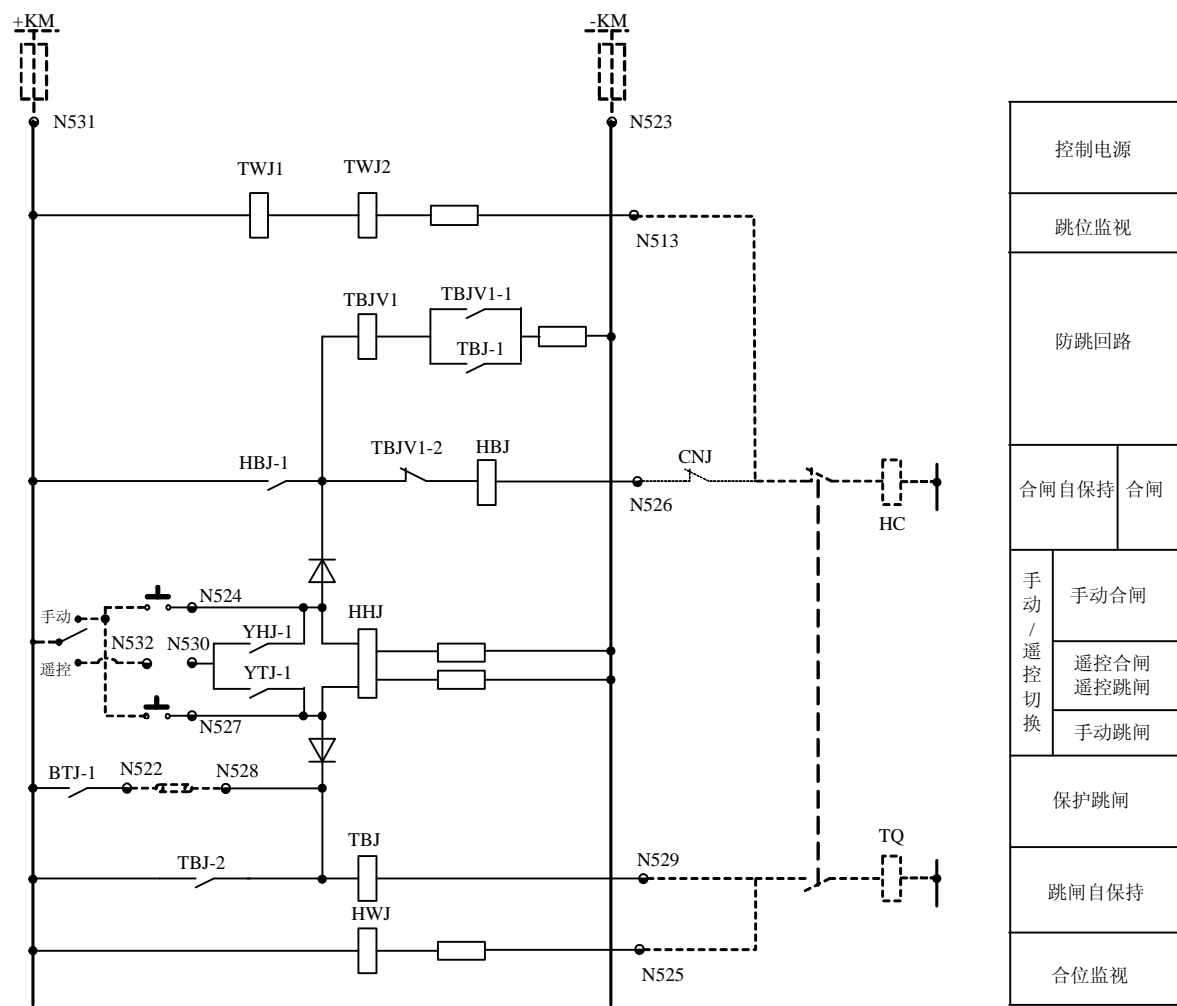 +KM
-KM
N531
N523
控制电源
TWJ1
TWJ2
N513
跳位监视
TBJV1
TBJV1-1
TBJ-1
防跳回路
HBJ-1
TBJV1-2
HBJ
CNJ
N526
HC
合闸自保持
合闸
手动
N524
HHJ
手动/遥控切换
手动合闸
N532
N530
YHJ-1
遥控
YTJ-1
遥控合闸
遥控跳闸
N527
手动跳闸
BTJ-1
N522
N528
保护跳闸
TBJ-2
TBJ
N529
TQ
跳闸自保持
HWJ
N525
合位监视